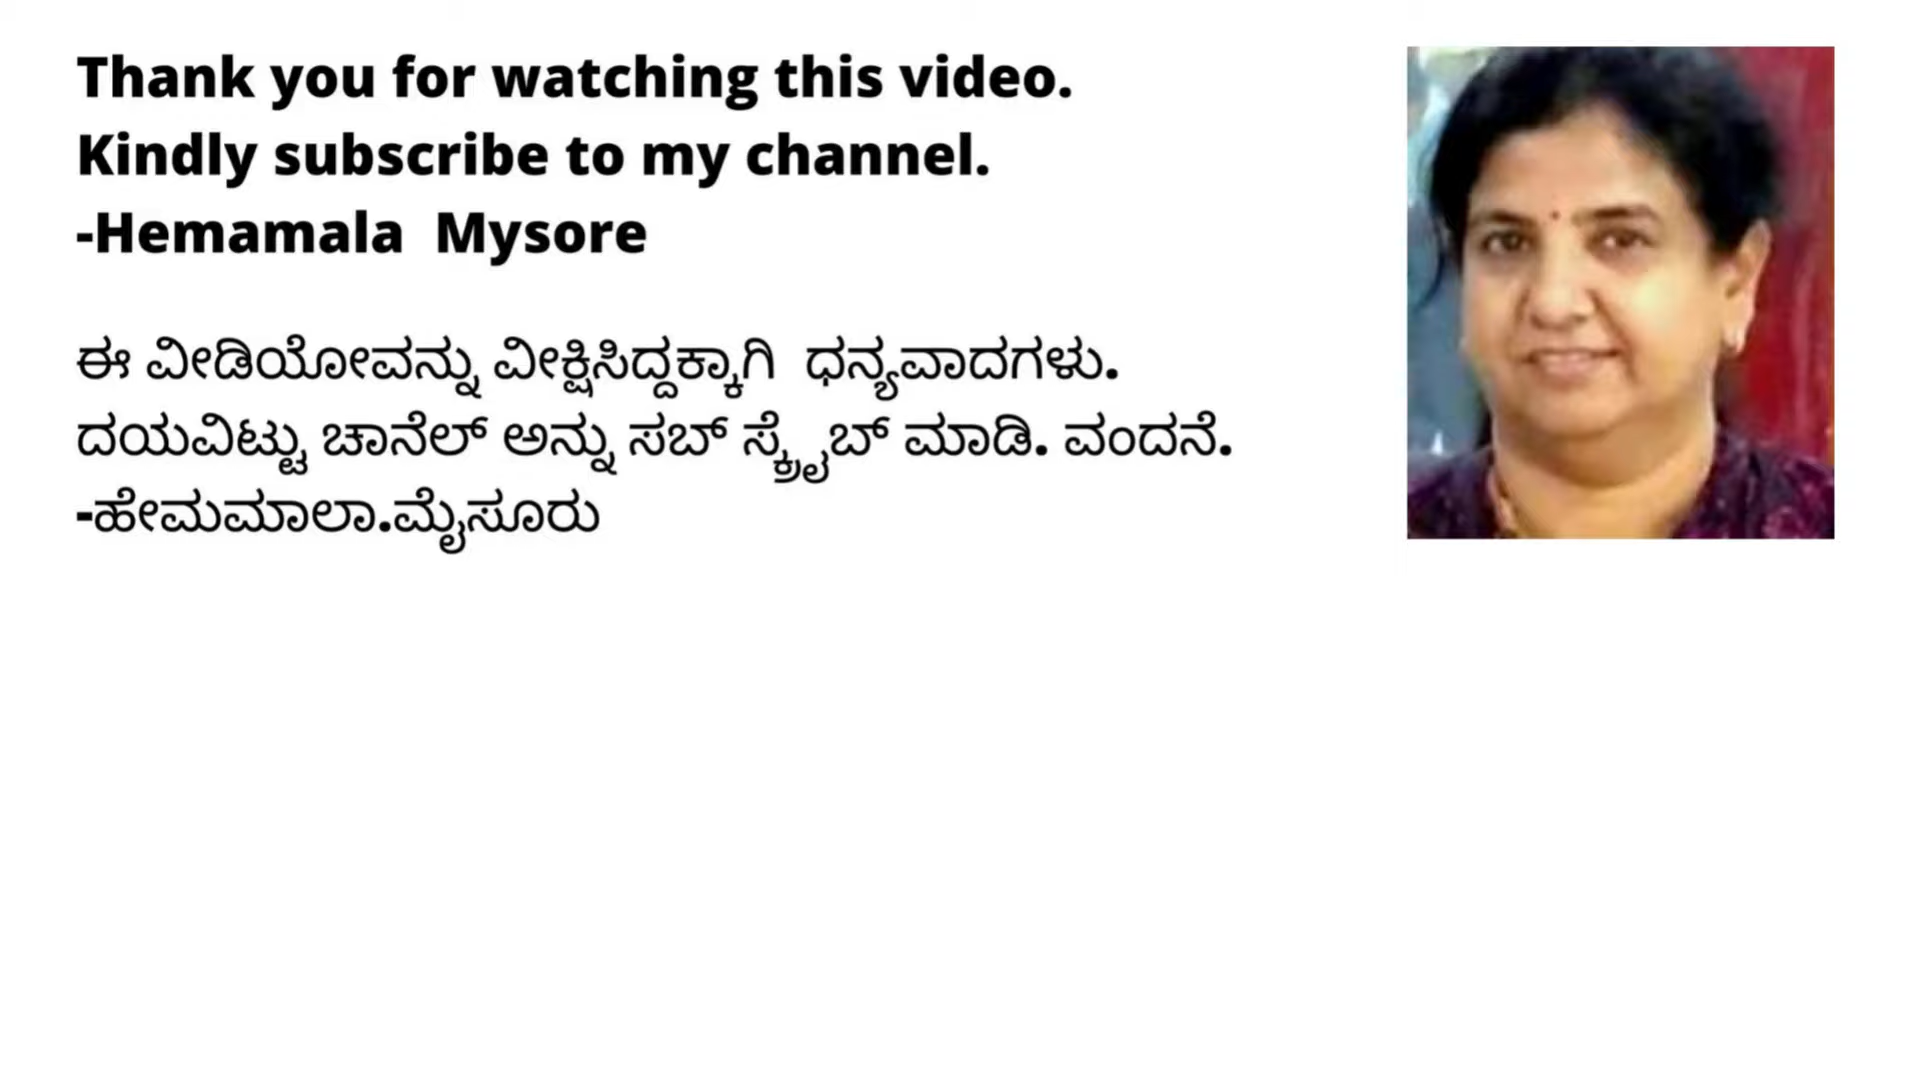 Thank you for watching this video.
Kindly subscribe to my channel.
-Hemamala  Mysore
ಈ ವೀಡಿಯೋವನ್ನು ವೀಕ್ಷಿಸಿದ್ದಕ್ಕಾಗಿ  ಧನ್ಯವಾದಗಳು.
ದಯವಿಟ್ಟು ಚಾನೆಲ್ ಅನ್ನು ಸಬ್ ಸ್ಕ್ರೈಬ್ ಮಾಡಿ. ವಂದನೆ.
-ಹೇಮಮಾಲಾ.ಮೈಸೂರು